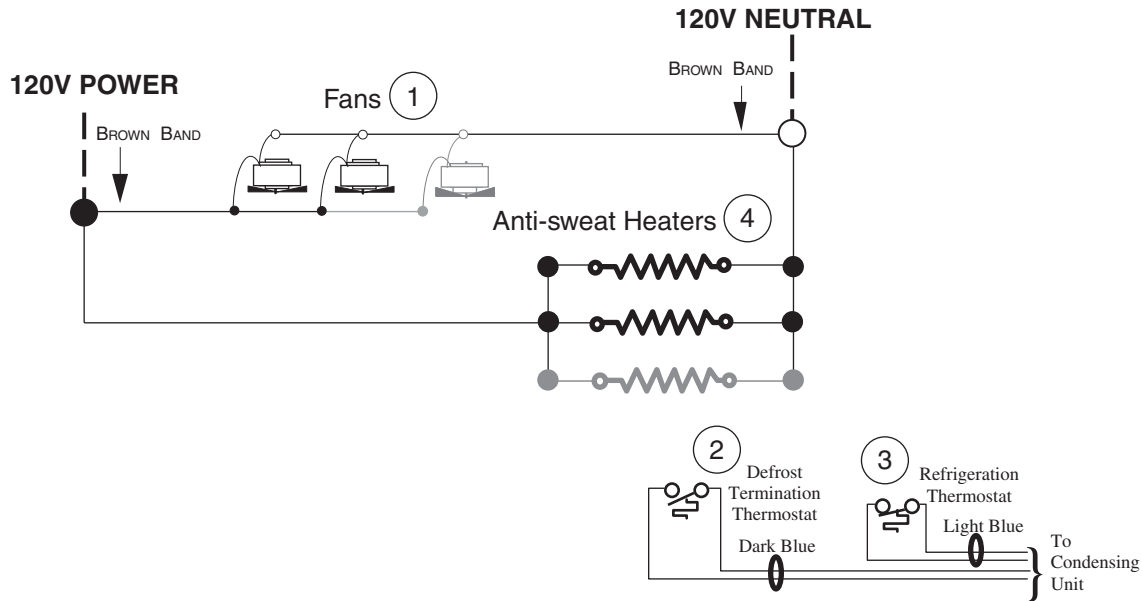 120V NEUTRAL
BROWN BAND
120V POWER
Fans 1
BROWN BAND
Anti-sweat Heaters 4
2
Defrost
Termination
Thermostat
Dark Blue
3
Refrigeration
Thermostat
Light Blue
To
Condensing
Unit